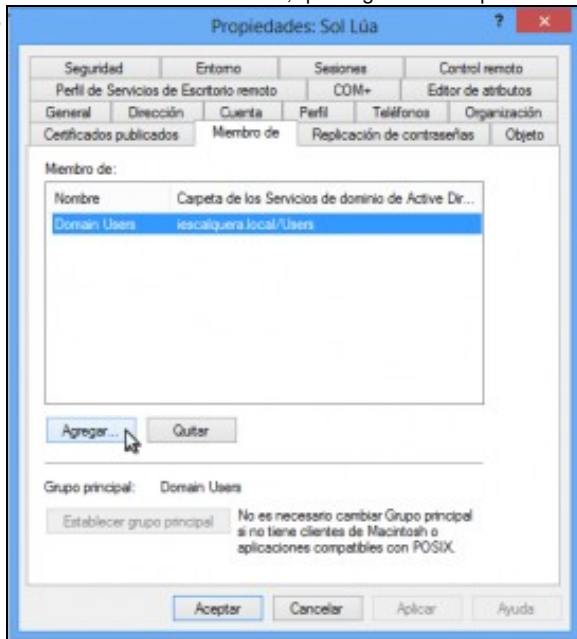 Propiedades: Sol Lúa
?
Seguridad Entorno Sesiones Control remoto
Perfil de Servicios de Escritorio remoto COM+ Editor de atributos
General Dirección Cuenta Perfil Teléfonos Organización
Certificados publicados Miembro de Replicación de contraseñas Objeto
Miembro de:
Nombre Carpeta de los Servicios de dominio de Active Dir...
Domain Users iescalquera.local/Users
Agregar... Quitar
Grupo principal: Domain Users
Establecer grupo principal
No es necesario cambiar Grupo principal
si no tiene clientes de Macintosh o
aplicaciones compatibles con POSIX.
Aceptar Cancelar Aplicar Ayuda